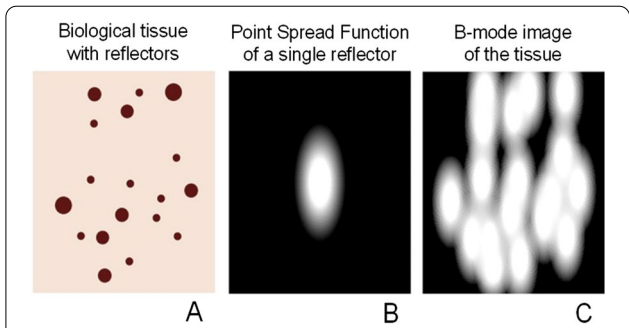 Biological tissue
with reflectors
Point Spread Function
of a single reflector
B-mode image
of the tissue
A
B
C